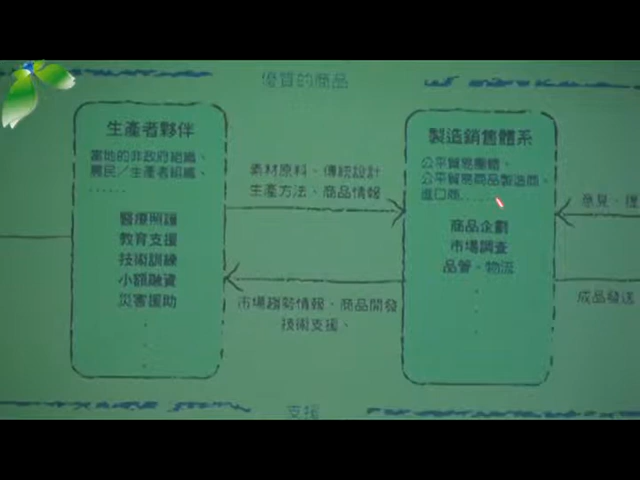 優質的商品
生產者夥伴
當地的非政府組織、
農民／生產者組織、
......
醫療照護
教育支援
技術訓練
小額融資
災害援助
素材原料、傳統設計
生產方法、商品情報
市場趨勢情報、商品開發
技術支援、
製造銷售體系
公平貿易團體、
公平貿易商品製造商、
進口商......
商品企劃
市場調查
品管、物流
意見、
成品發送
支援